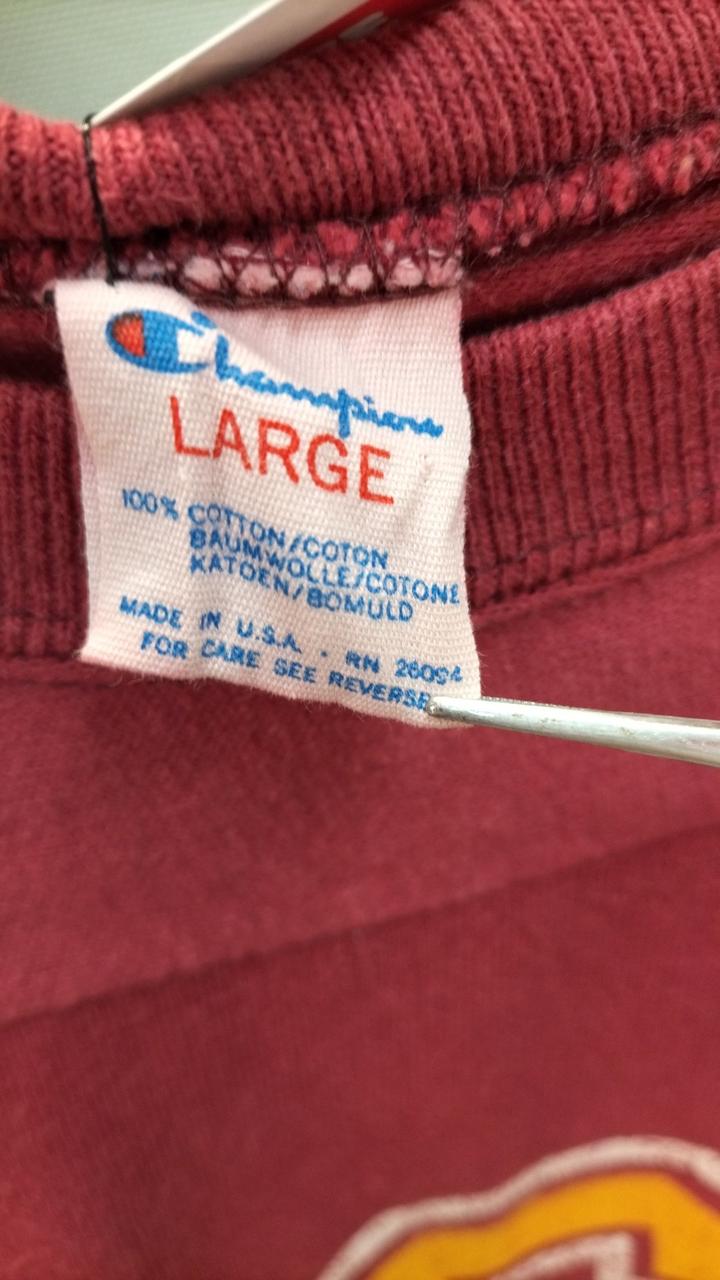 Champion
LARGE
100% COTTON/COTON
BAUMWOLLE/COTONE
KATOEN/BOMULD
MADE IN U.S.A. · RN 26094
FOR CARE SEE REVERSE